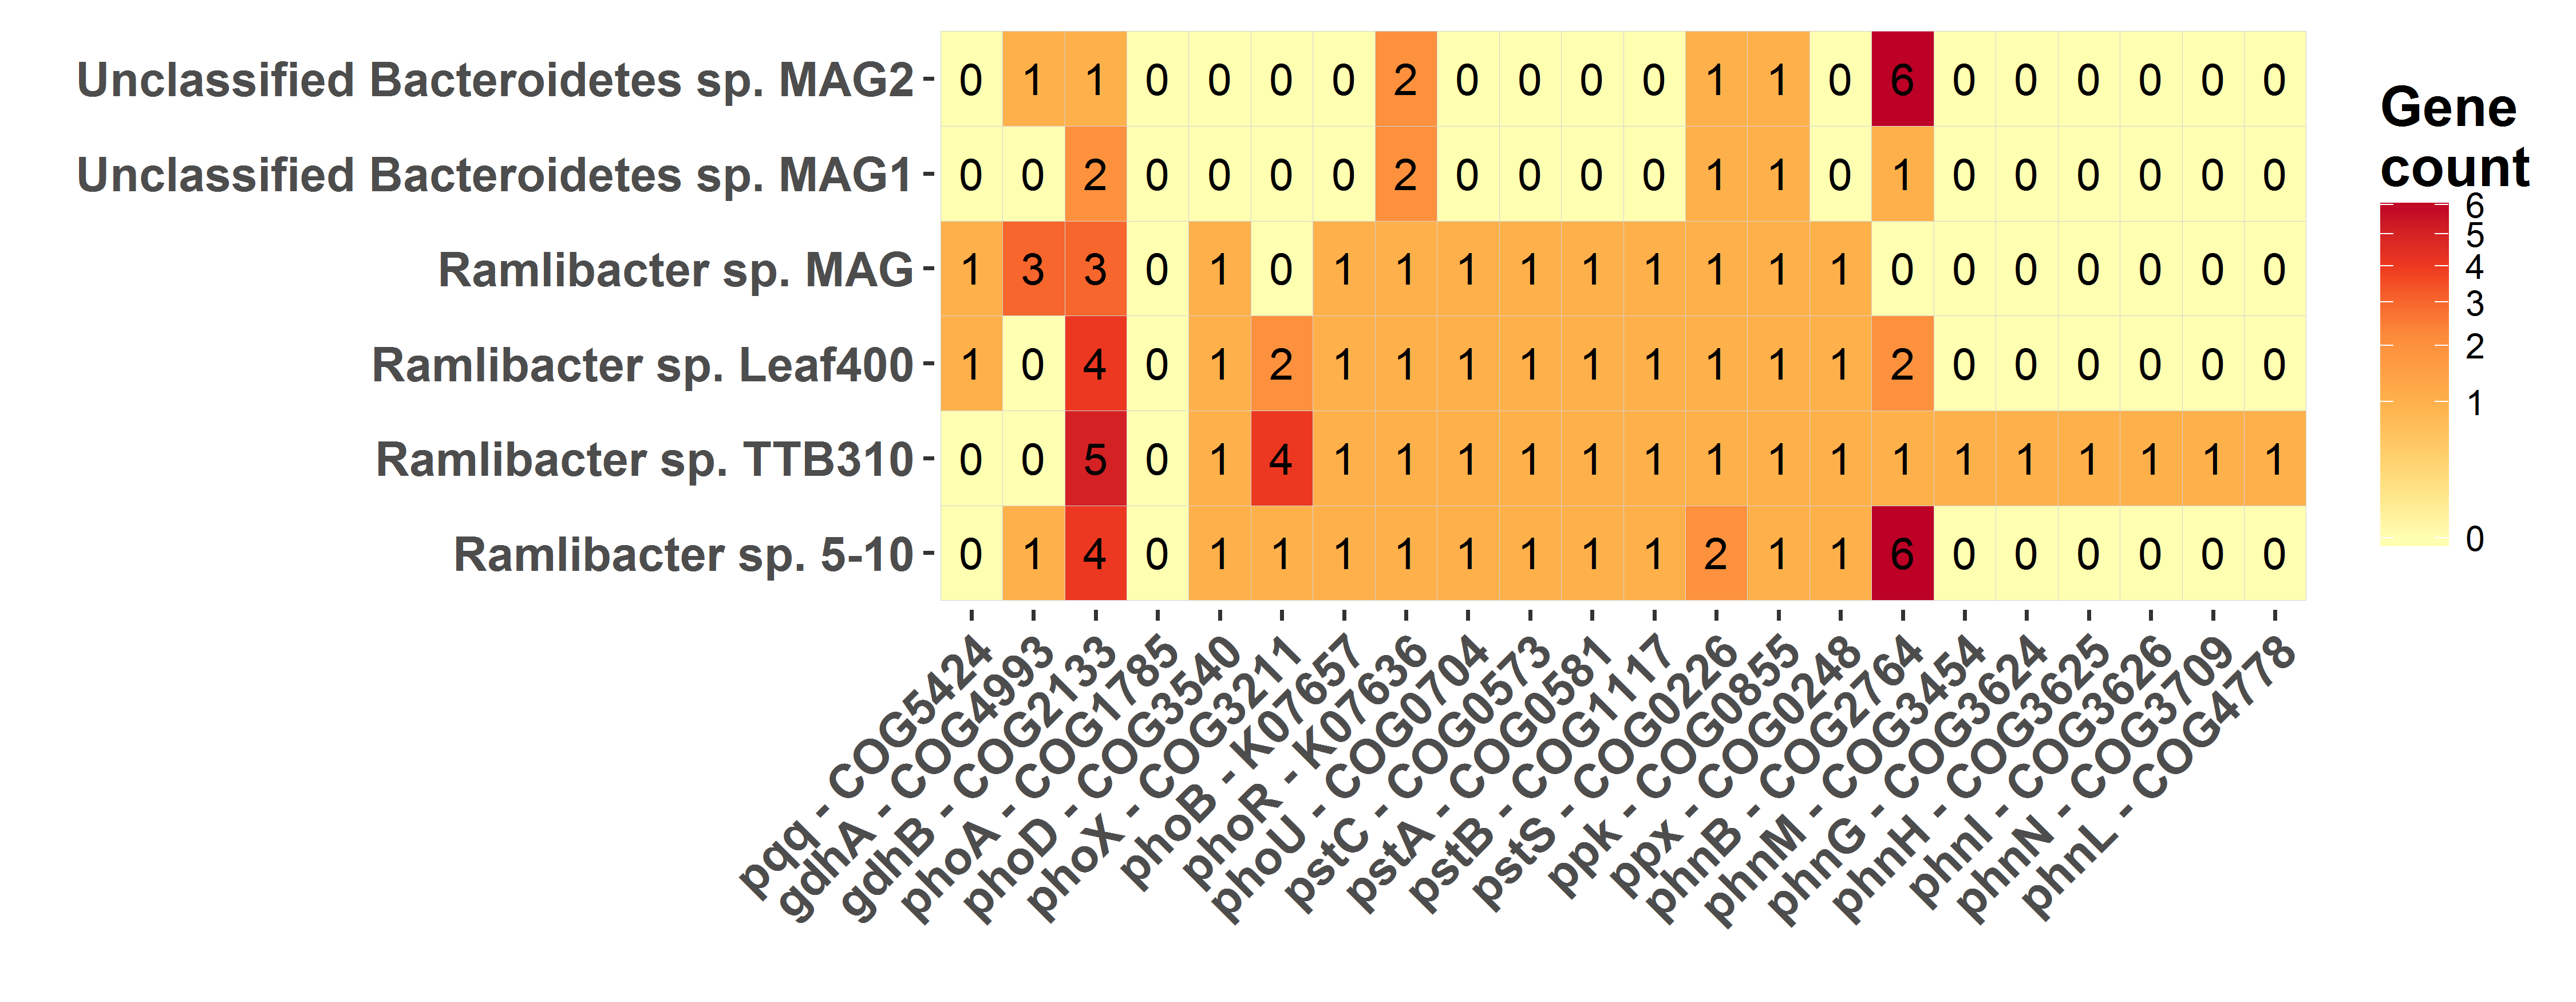 Unclassified Bacteroidetes sp. MAG2 0 1 1 0 0 0 0 2 0 0 0 0 1 1 0 6 0 0 0 0 0 0
Unclassified Bacteroidetes sp. MAG1 0 0 2 0 0 0 0 2 0 0 0 0 1 1 0 1 0 0 0 0 0 0
Ramlibacter sp. MAG 1 3 3 0 1 0 1 1 1 1 1 1 1 1 1 0 0 0 0 0 0 0
Ramlibacter sp. Leaf400 1 0 4 0 1 2 1 1 1 1 1 1 1 1 1 2 0 0 0 0 0 0
Ramlibacter sp. TTB310 0 0 5 0 1 4 1 1 1 1 1 1 1 1 1 1 1 1 1 1 1 1
Ramlibacter sp. 5-10 0 1 4 0 1 1 1 1 1 1 1 1 2 1 1 6 0 0 0 0 0 0
pqq - COG5424
gdhA - COG4993
gdhB - COG2133
phoA - COG1785
phoD - COG3540
phoX - COG3211
phoB - K07657
phoR - K07636
phoU - COG0704
pstC - COG0573
pstA - COG0581
pstB - COG1117
pstS - COG0226
ppk - COG0855
ppx - COG0248
phnB - COG2764
phnM - COG3454
phnG - COG3624
phnH - COG3625
phnI - COG3626
phnN - COG3709
phnL - COG4778
Gene
count
6
5
4
3
2
1
0